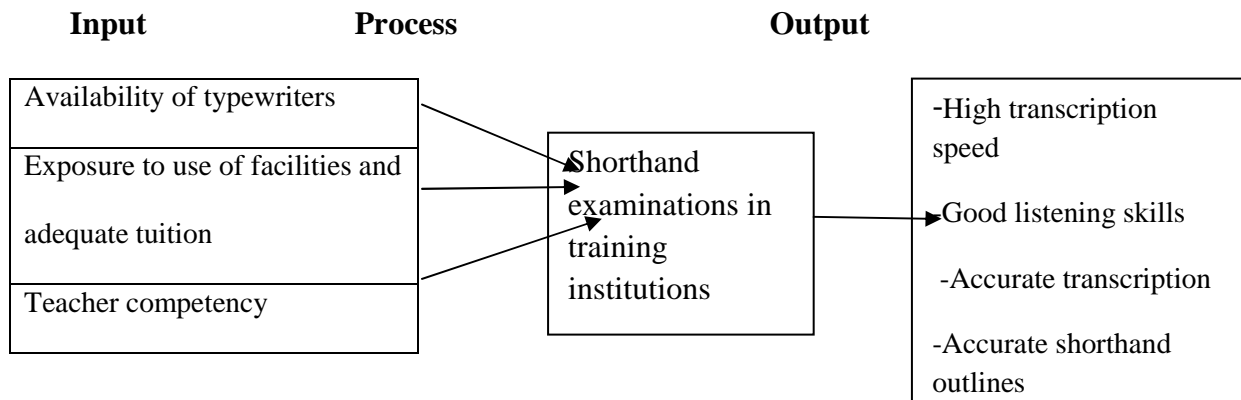 Input Process Output
Availability of typewriters
Exposure to use of facilities and
adequate tuition
Teacher competency
Shorthand
examinations in
training
institutions
-High transcription
speed
-Good listening skills
-Accurate transcription
-Accurate shorthand
outlines